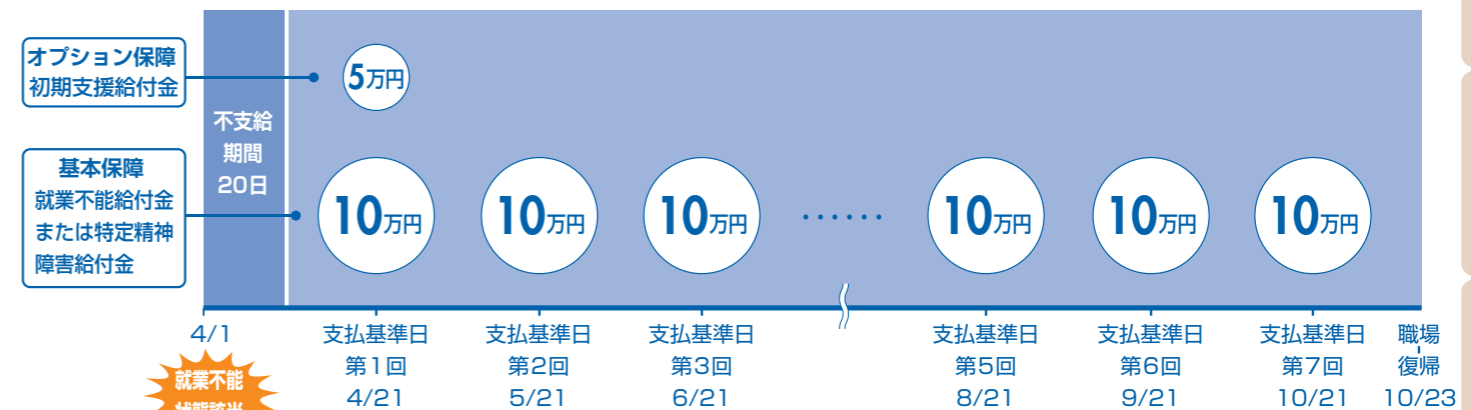 オプション保障
初期支援給付金
5万円
不支給
期間
20日
基本保障
就業不能給付金
または特定精神
障害給付金
10万円
10万円
10万円
……
10万円
10万円
10万円
4/1
就業不能
状態該当
支払基準日
第1回
4/21
支払基準日
第2回
5/21
支払基準日
第3回
6/21
支払基準日
第5回
8/21
支払基準日
第6回
9/21
支払基準日
第7回
10/21
職場
復帰
10/23